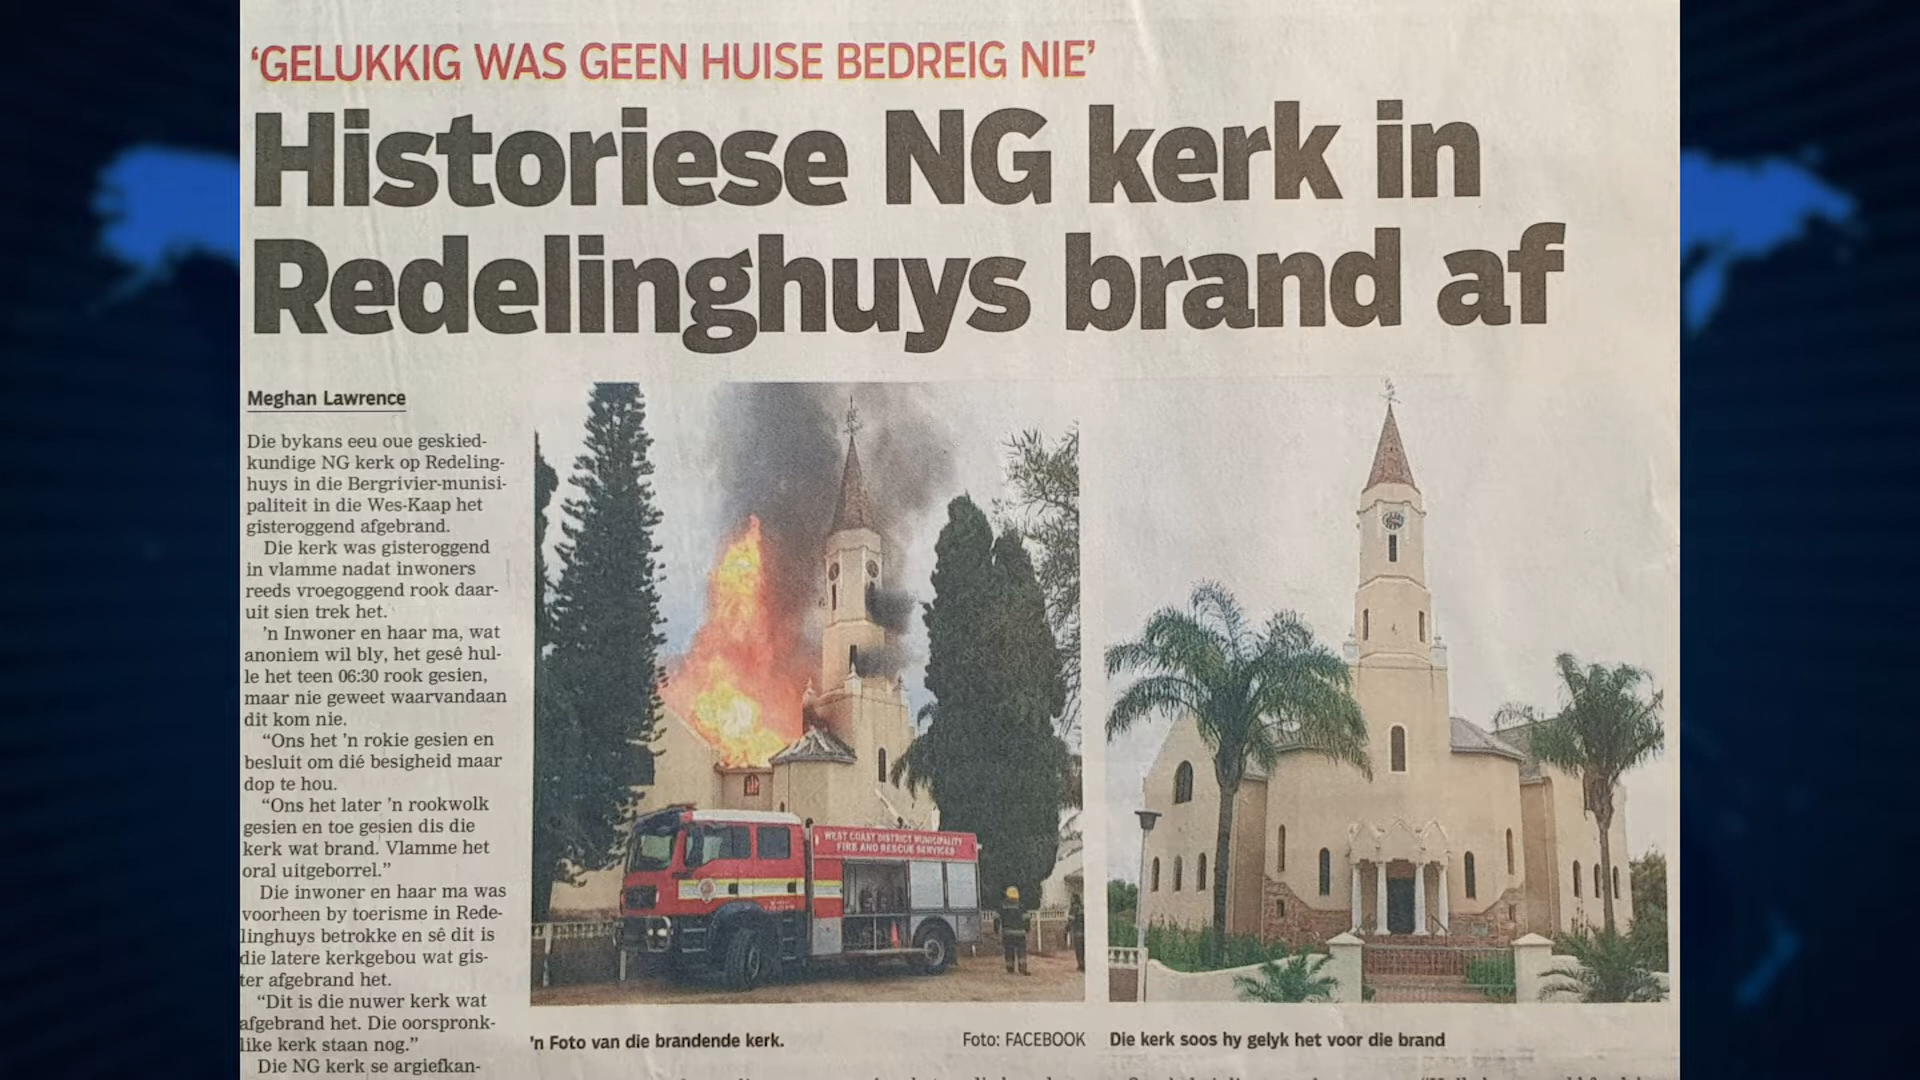 ‘GELUKKIG WAS GEEN HUISE BEDREIG NIE’
Historiese NG kerk in
Redelinghuys brand af
Meghan Lawrence
Die bykans eeu oue geskied-
kundige NG kerk op Redeling-
huys in die Bergrivier-munisi-
paliteit in die Wes-Kaap het
gisteroggend afgebrand.
Die kerk was gisteroggend
in vlamme nadat inwoners
reeds vroegoggend rook daar-
uit sien trek het.
’n Inwoner en haar ma, wat
anoniem wil bly, het gesê hul-
le het teen 06:30 rook gesien,
maar nie geweet waarvandaan
dit kom nie.
“Ons het ’n rokie gesien en
besluit om dié besigheid maar
dop te hou.
“Ons het later ’n rookwolk
gesien en toe gesien dis die
kerk wat brand. Vlamme het
oral uitgeborrel.”
Die inwoner en haar ma was
voorheen by toerisme in Rede-
linghuys betrokke en sê dit is
die latere kerkgebou wat gis-
ter afgebrand het.
“Dit is die nuwer kerk wat
afgebrand het. Die oorspronk-
like kerk staan nog.”
Die NG kerk se argiefkan-
WEST COAST DISTRICT MUNICIPALITY
FIRE AND RESCUE SERVICES
’n Foto van die brandende kerk.
Foto: FACEBOOK
Die kerk soos hy gelyk het voor die brand